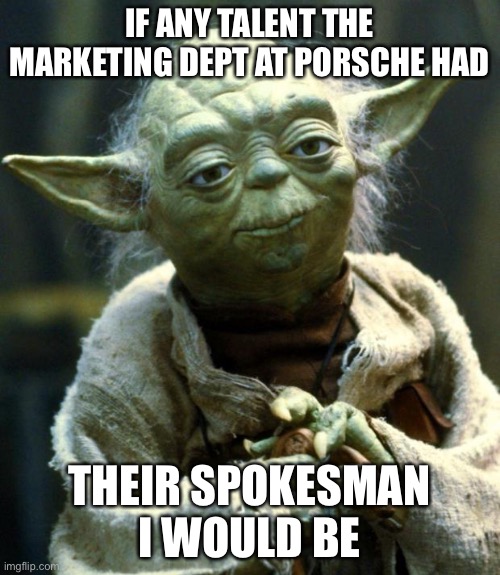 IF ANY TALENT THE
MARKETING DEPT AT PORSCHE HAD
THEIR SPOKESMAN
I WOULD BE
imgflip.com